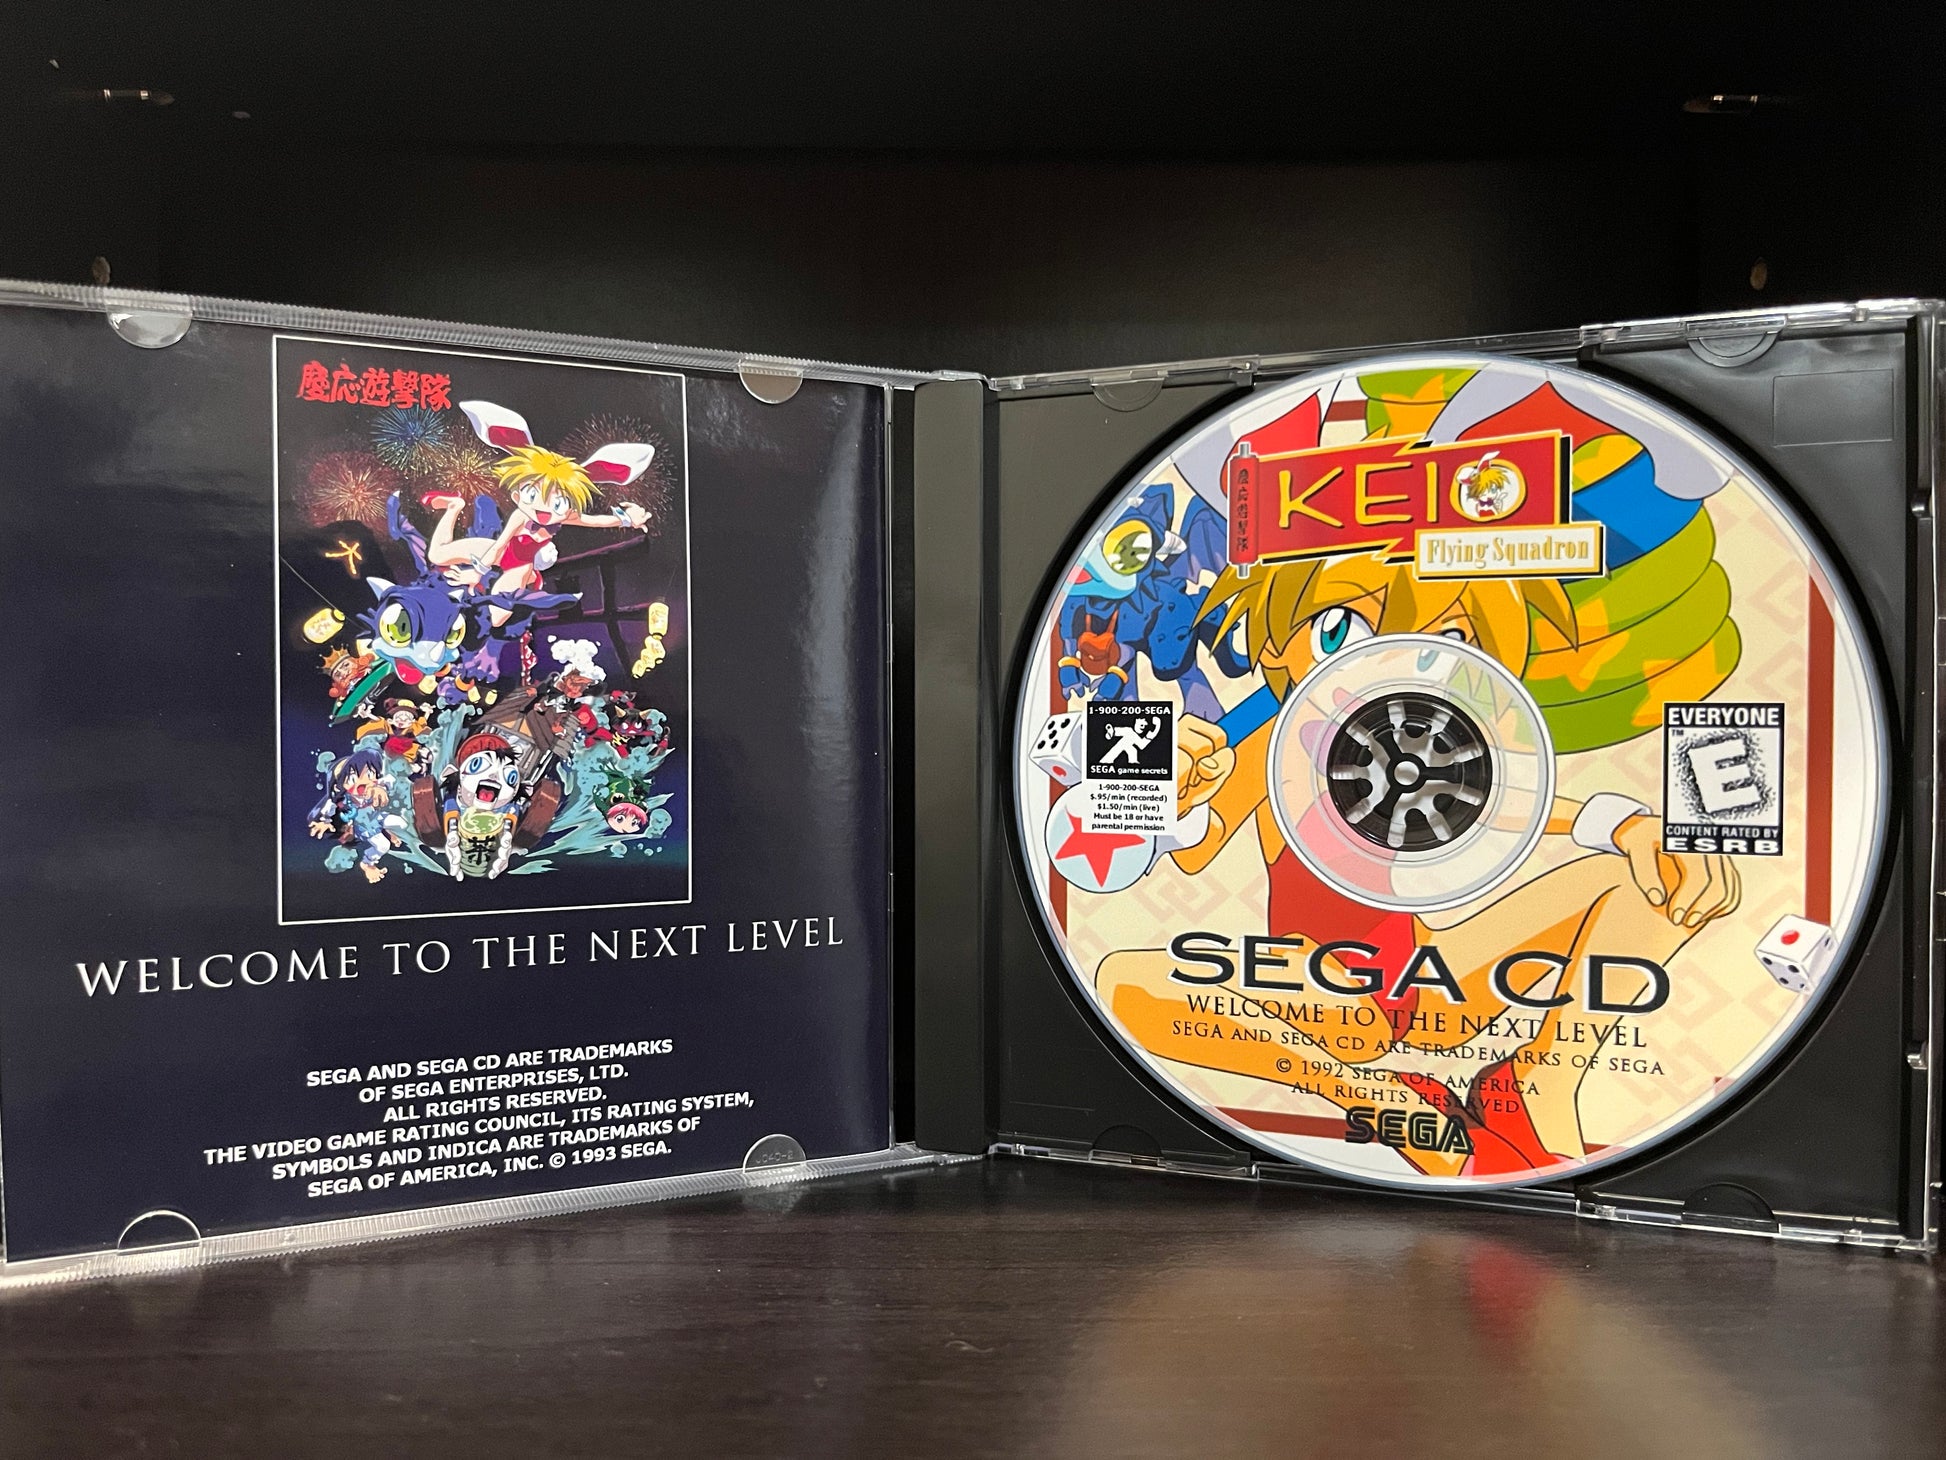 慶応遊撃隊
WELCOME TO THE NEXT LEVEL
SEGA AND SEGA CD ARE TRADEMARKS
OF SEGA ENTERPRISES, LTD.
ALL RIGHTS RESERVED.
THE VIDEO GAME RATING COUNCIL, ITS RATING SYSTEM,
SYMBOLS AND INDICA ARE TRADEMARKS OF
SEGA OF AMERICA, INC. © 1993 SEGA.
茶
慶応遊撃隊
KEIO
Flying Squadron
1-900-200-SEGA
SEGA game secrets
1-900-200-SEGA
$.95/min (recorded)
$1.50/min (live)
Must be 18 or have
parental permission
EVERYONE
TM
E
CONTENT RATED BY
ESRB
SEGA CD
WELCOME TO THE NEXT LEVEL
SEGA AND SEGA CD ARE TRADEMARKS OF SEGA
© 1992 SEGA OF AMERICA
ALL RIGHTS RESERVED
SEGA